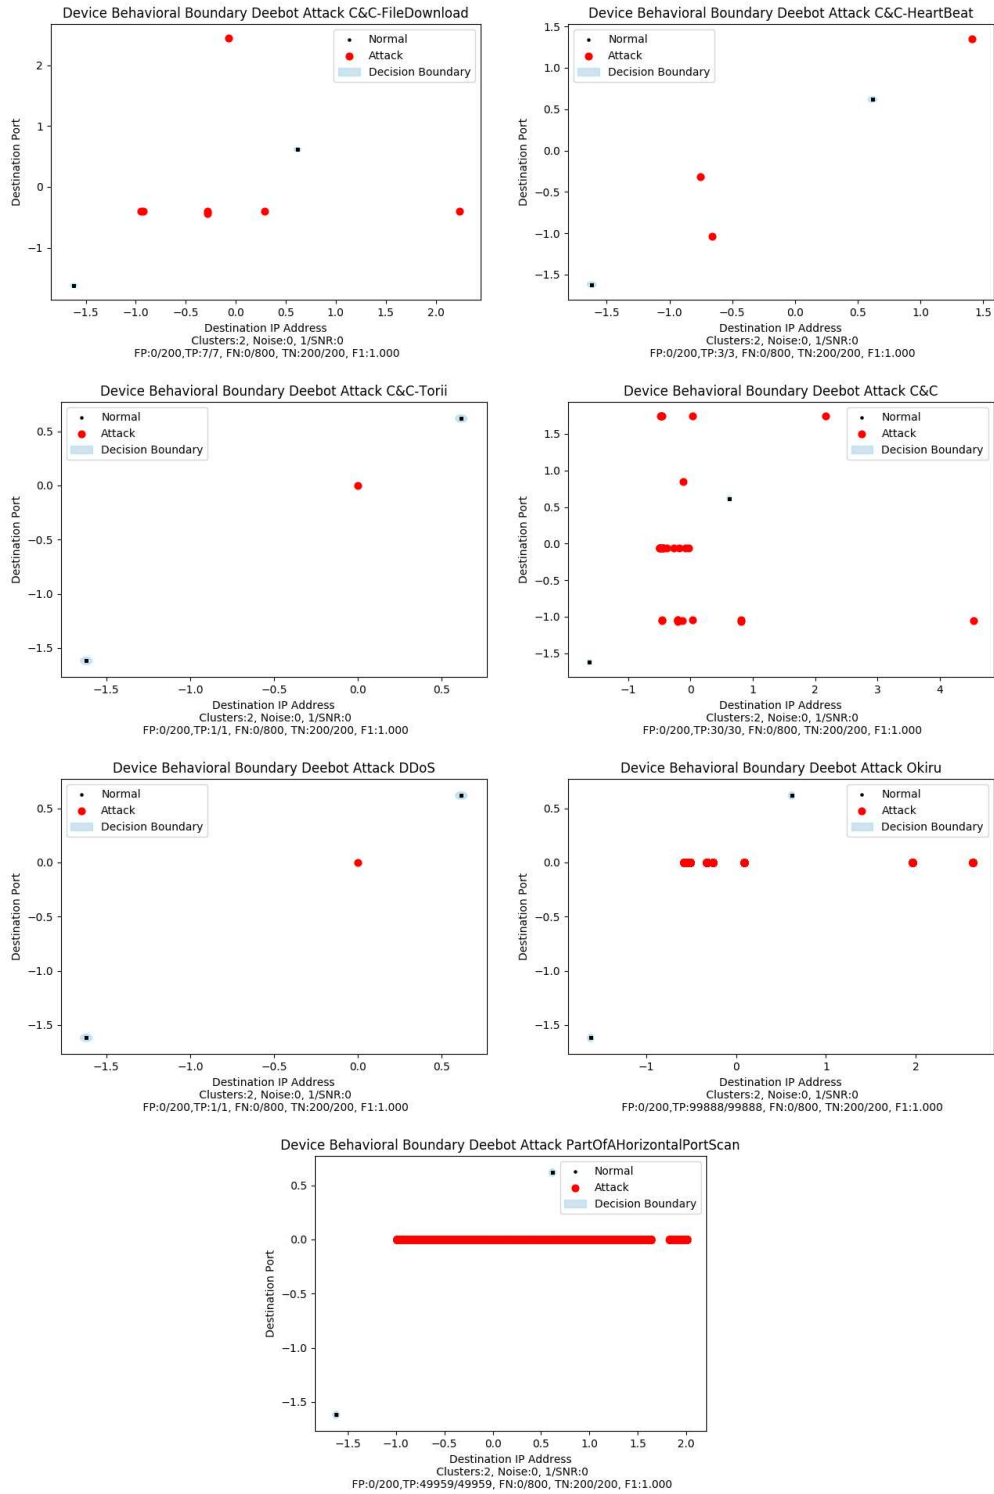 Device Behavioral Boundary Deebot Attack C&C-FileDownload
Normal
Attack
Decision Boundary
2
1
0
−1
Destination Port
−1.5 −1.0 −0.5 0.0 0.5 1.0 1.5 2.0
Destination IP Address
Clusters:2, Noise:0, 1/SNR:0
FP:0/200,TP:7/7, FN:0/800, TN:200/200, F1:1.000
Device Behavioral Boundary Deebot Attack C&C-HeartBeat
Normal
Attack
Decision Boundary
1.5
1.0
0.5
0.0
−0.5
−1.0
−1.5
Destination Port
−1.5 −1.0 −0.5 0.0 0.5 1.0 1.5
Destination IP Address
Clusters:2, Noise:0, 1/SNR:0
FP:0/200,TP:3/3, FN:0/800, TN:200/200, F1:1.000
Device Behavioral Boundary Deebot Attack C&C-Torii
Normal
Attack
Decision Boundary
0.5
0.0
−0.5
−1.0
−1.5
Destination Port
−1.5 −1.0 −0.5 0.0 0.5
Destination IP Address
Clusters:2, Noise:0, 1/SNR:0
FP:0/200,TP:1/1, FN:0/800, TN:200/200, F1:1.000
Device Behavioral Boundary Deebot Attack C&C
Normal
Attack
Decision Boundary
1.5
1.0
0.5
0.0
−0.5
−1.0
−1.5
Destination Port
−1 0 1 2 3 4
Destination IP Address
Clusters:2, Noise:0, 1/SNR:0
FP:0/200,TP:30/30, FN:0/800, TN:200/200, F1:1.000
Device Behavioral Boundary Deebot Attack DDoS
Normal
Attack
Decision Boundary
0.5
0.0
−0.5
−1.0
−1.5
Destination Port
−1.5 −1.0 −0.5 0.0 0.5
Destination IP Address
Clusters:2, Noise:0, 1/SNR:0
FP:0/200,TP:1/1, FN:0/800, TN:200/200, F1:1.000
Device Behavioral Boundary Deebot Attack Okiru
Normal
Attack
Decision Boundary
0.5
0.0
−0.5
−1.0
−1.5
Destination Port
−1 0 1 2
Destination IP Address
Clusters:2, Noise:0, 1/SNR:0
FP:0/200,TP:99888/99888, FN:0/800, TN:200/200, F1:1.000
Device Behavioral Boundary Deebot Attack PartOfAHorizontalPortScan
Normal
Attack
Decision Boundary
0.5
0.0
−0.5
−1.0
−1.5
Destination Port
−1.5 −1.0 −0.5 0.0 0.5 1.0 1.5 2.0
Destination IP Address
Clusters:2, Noise:0, 1/SNR:0
FP:0/200,TP:49959/49959, FN:0/800, TN:200/200, F1:1.000